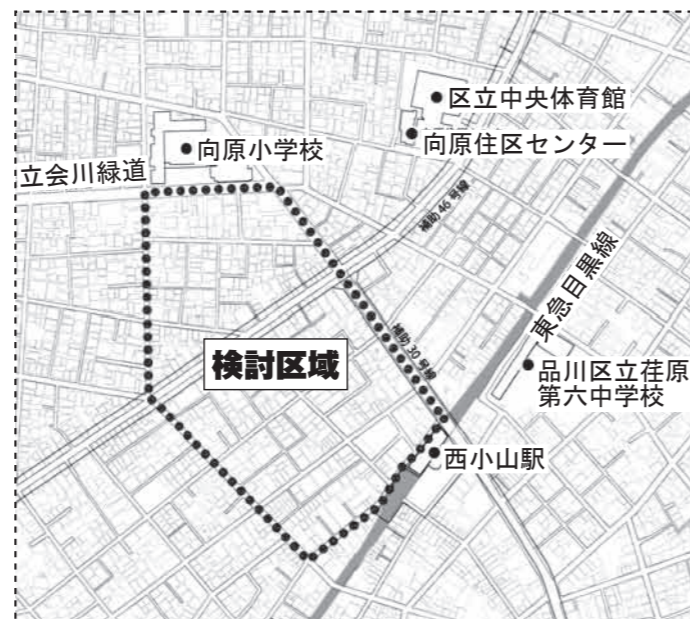 区立中央体育館
向原住区センター
向原小学校
立会川緑道
補助46号線
東急目黒線
補助30号線
検討区域
品川区立荏原
第六中学校
西小山駅